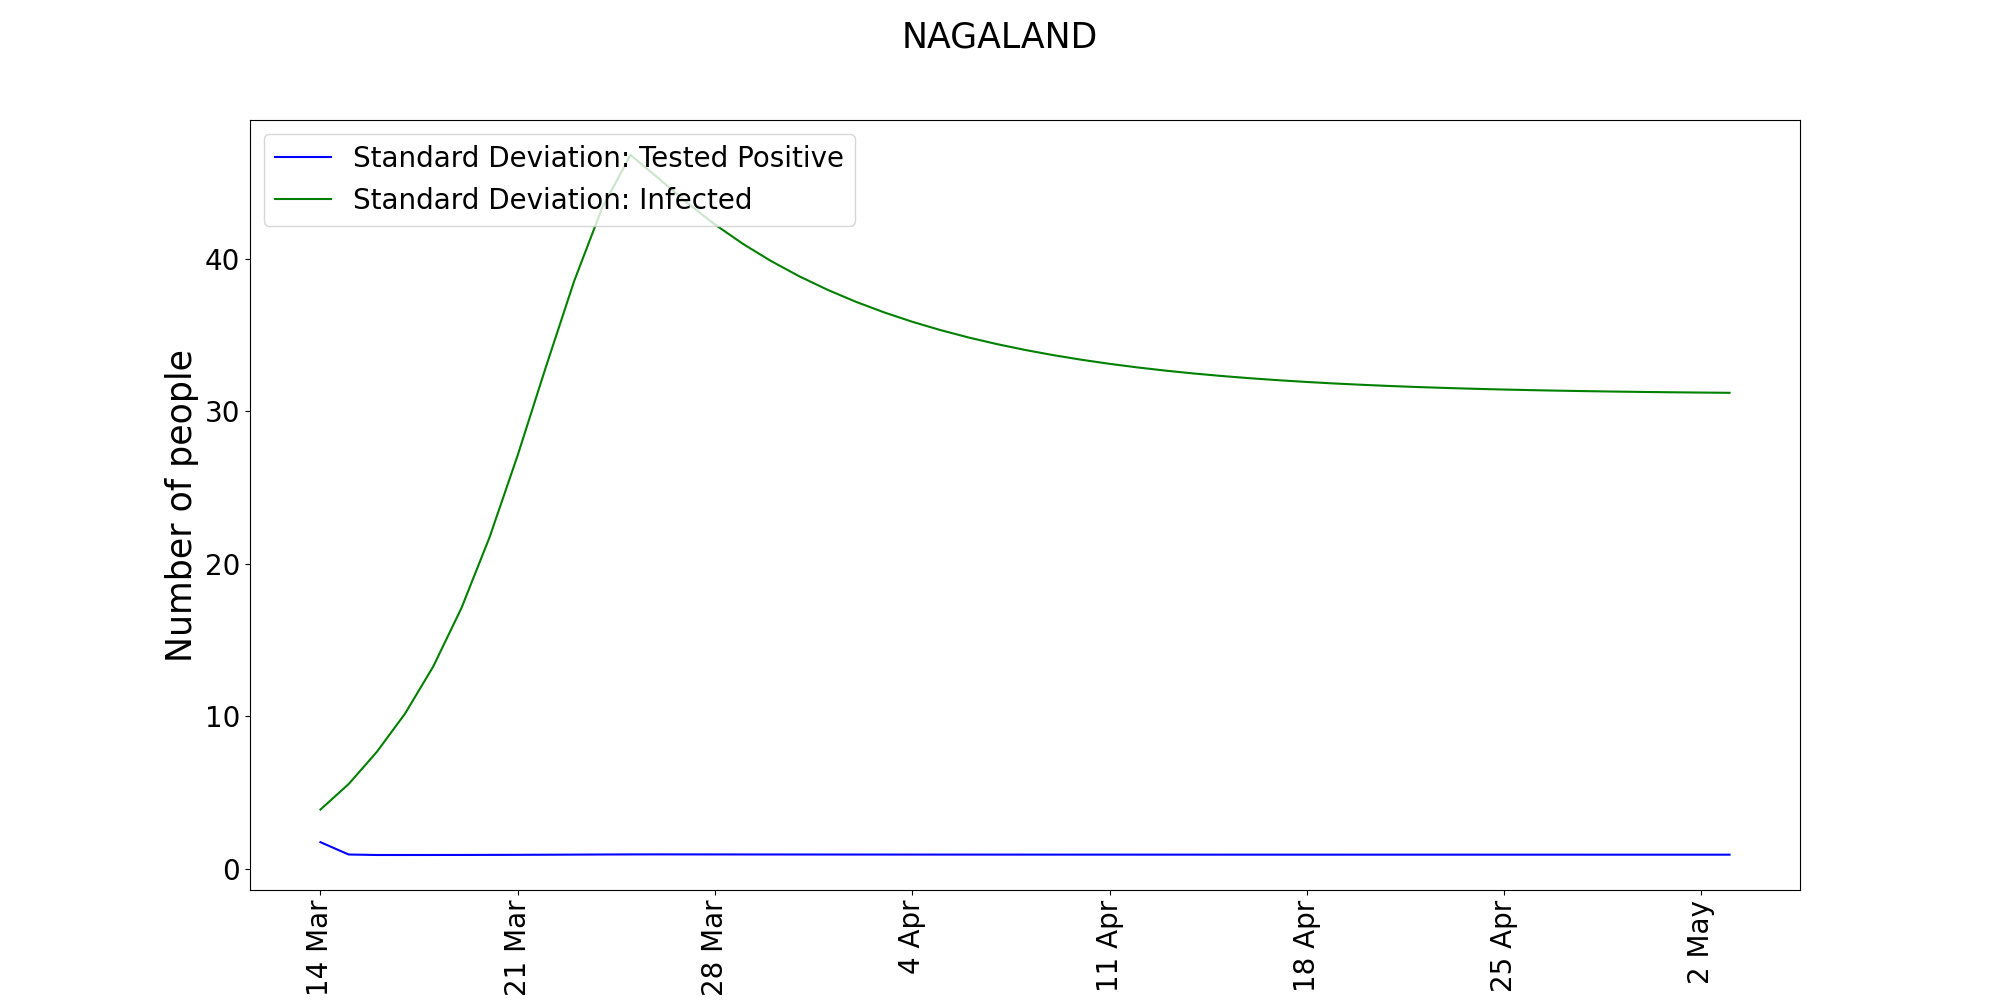 NAGALAND
Standard Deviation: Tested Positive
Standard Deviation: Infected
Number of people
40
30
20
10
0
14 Mar
21 Mar
28 Mar
4 Apr
11 Apr
18 Apr
25 Apr
2 May